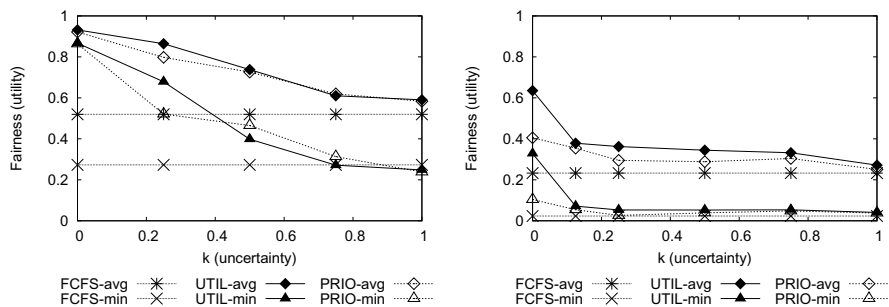 1
0.8
0.6
0.4
0.2
0
0 0.2 0.4 0.6 0.8 1
Fairness (utility)
k (uncertainty)
FCFS-avg UTIL-avg PRIO-avg
FCFS-min UTIL-min PRIO-min
1
0.8
0.6
0.4
0.2
0
0 0.2 0.4 0.6 0.8 1
Fairness (utility)
k (uncertainty)
FCFS-avg UTIL-avg PRIO-avg
FCFS-min UTIL-min PRIO-min